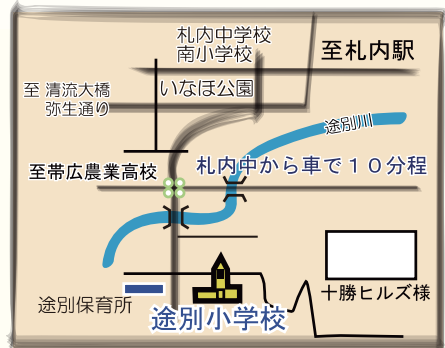 札内中学校
南小学校
至札内駅
至 清流大橋
弥生通り
いなほ公園
途別川
至帯広農業高校
札内中から車で１０分程
十勝ヒルズ様
途別保育所
途別小学校